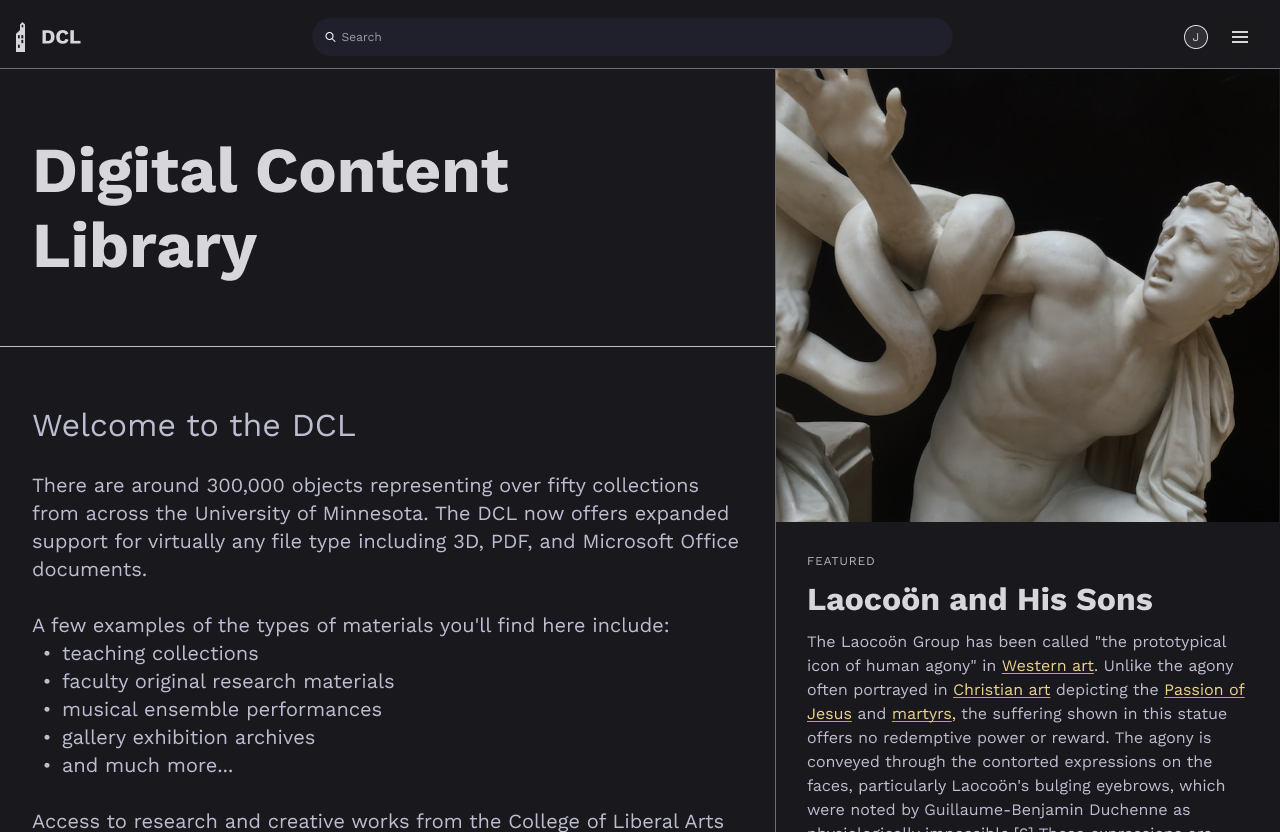 DCL
Search
J
Digital Content
Library
Welcome to the DCL
There are around 300,000 objects representing over fifty collections
from across the University of Minnesota. The DCL now offers expanded
support for virtually any file type including 3D, PDF, and Microsoft Office
documents.
A few examples of the types of materials you'll find here include:
• teaching collections
• faculty original research materials
• musical ensemble performances
• gallery exhibition archives
• and much more...
Access to research and creative works from the College of Liberal Arts
FEATURED
Laocoön and His Sons
The Laocoön Group has been called "the prototypical
icon of human agony" in Western art. Unlike the agony
often portrayed in Christian art depicting the Passion of
Jesus and martyrs, the suffering shown in this statue
offers no redemptive power or reward. The agony is
conveyed through the contorted expressions on the
faces, particularly Laocoön's bulging eyebrows, which
were noted by Guillaume-Benjamin Duchenne as
physiologically impossible.[6] These expressions are